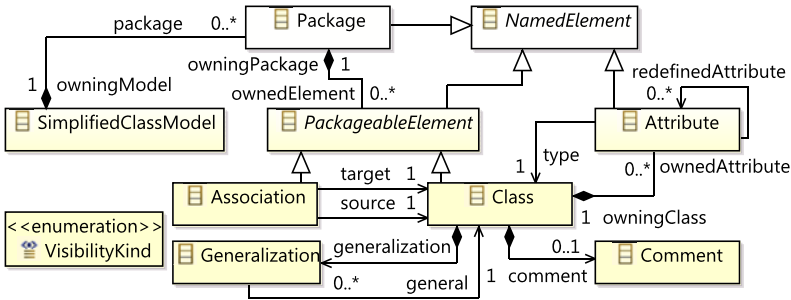 package 0..* Package NamedElement
1 owningModel owningPackage 1 redefinedAttribute
ownedElement 0..* 0..*
SimplifiedClassModel PackageableElement Attribute
target 1 1 type 0..* ownedAttribute
Association source 1 Class 1 owningClass
<<enumeration>>
VisibilityKind
Generalization generalization 0..1 Comment
0..* general 1 comment